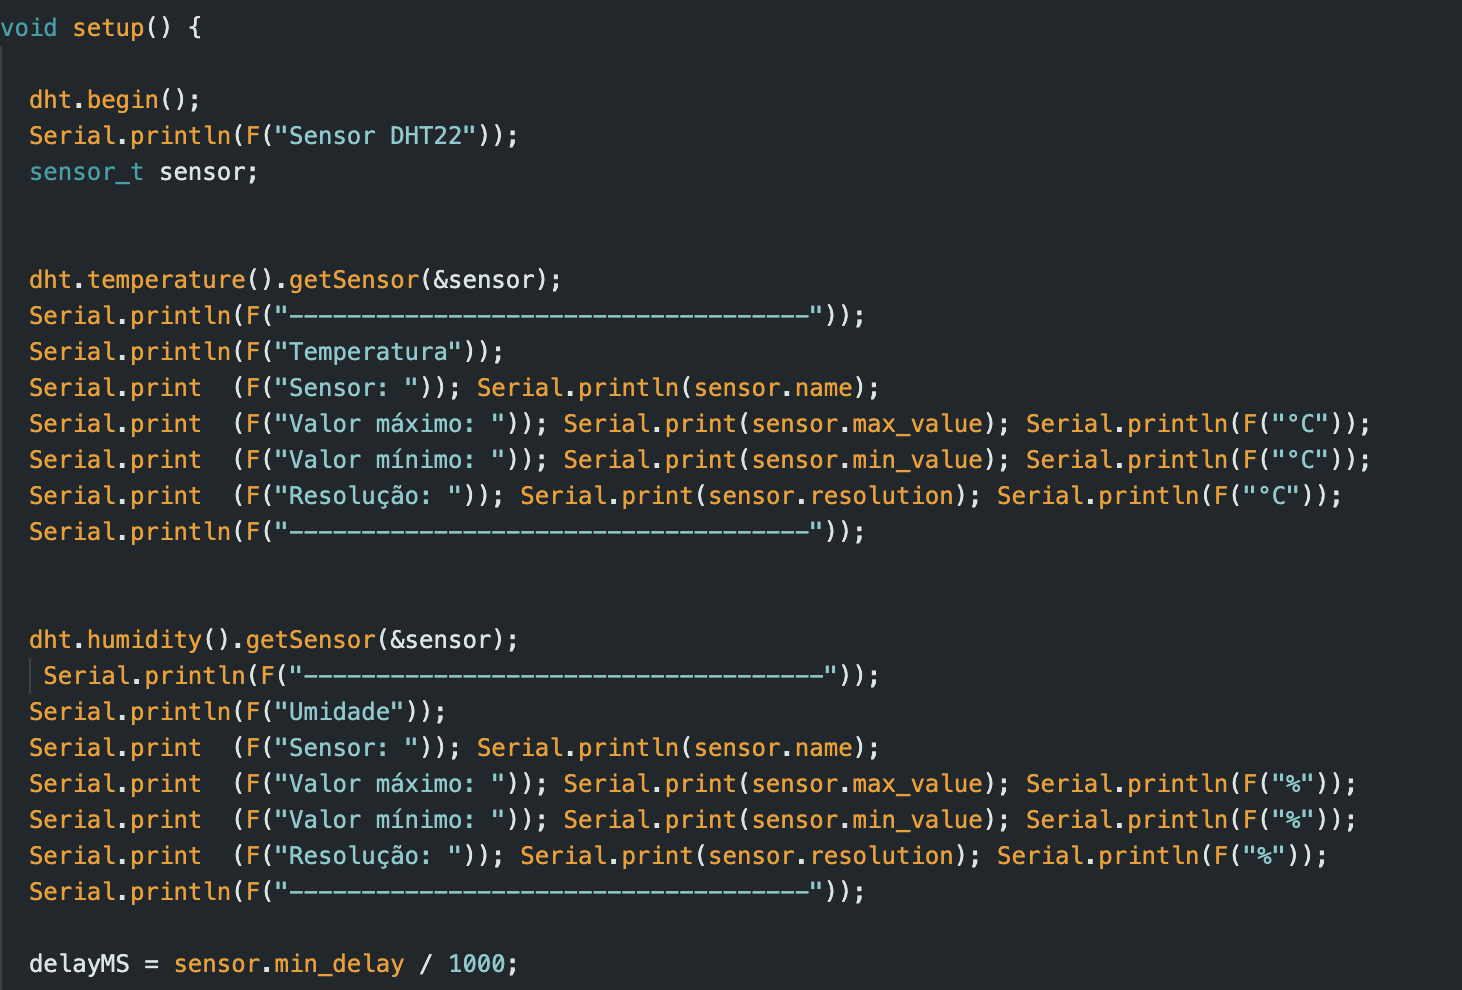 void setup() {
dht.begin();
Serial.println(F("Sensor DHT22"));
sensor_t sensor;
dht.temperature().getSensor(&sensor);
Serial.println(F("------------------------------------"));
Serial.println(F("Temperatura"));
Serial.print  (F("Sensor: ")); Serial.println(sensor.name);
Serial.print  (F("Valor máximo: ")); Serial.print(sensor.max_value); Serial.println(F("°C"));
Serial.print  (F("Valor mínimo: ")); Serial.print(sensor.min_value); Serial.println(F("°C"));
Serial.print  (F("Resolução: ")); Serial.print(sensor.resolution); Serial.println(F("°C"));
Serial.println(F("------------------------------------"));
dht.humidity().getSensor(&sensor);
Serial.println(F("------------------------------------"));
Serial.println(F("Umidade"));
Serial.print  (F("Sensor: ")); Serial.println(sensor.name);
Serial.print  (F("Valor máximo: ")); Serial.print(sensor.max_value); Serial.println(F("%"));
Serial.print  (F("Valor mínimo: ")); Serial.print(sensor.min_value); Serial.println(F("%"));
Serial.print  (F("Resolução: ")); Serial.print(sensor.resolution); Serial.println(F("%"));
Serial.println(F("------------------------------------"));
delayMS = sensor.min_delay / 1000;